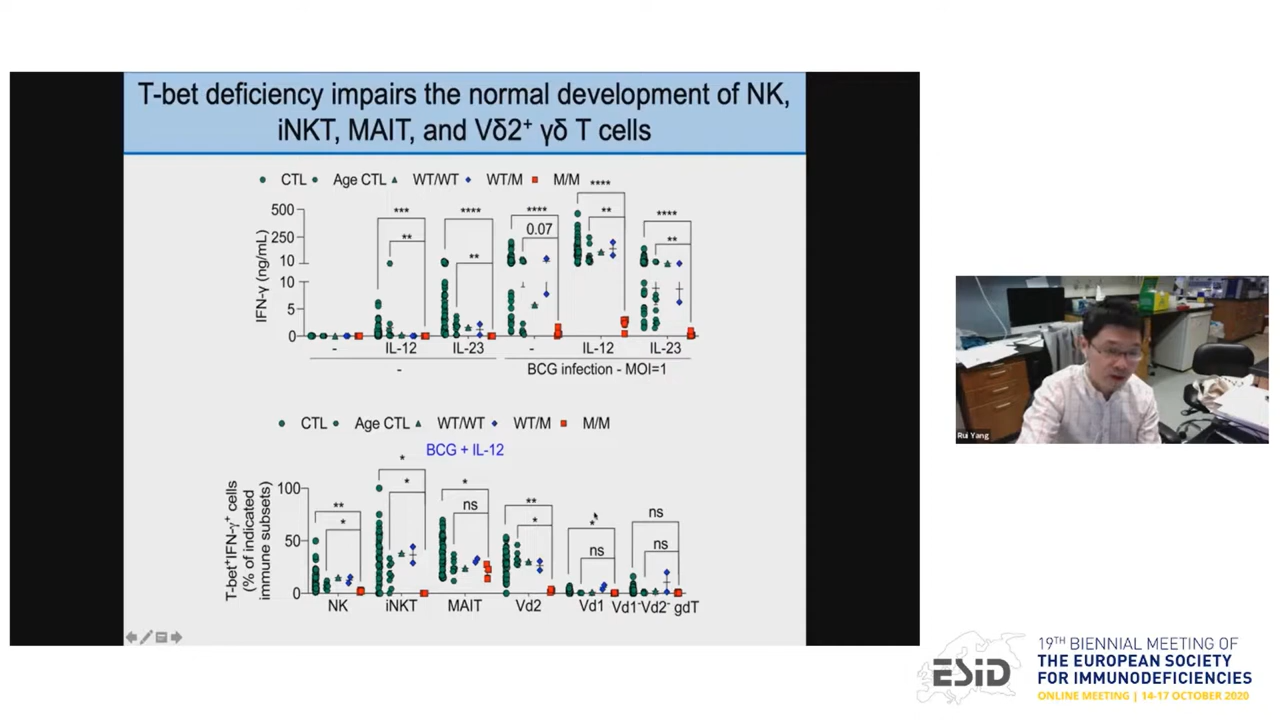 T-bet deficiency impairs the normal development of NK,
iNKT, MAIT, and Vδ2⁺ γδ T cells
CTL Age CTL WT/WT WT/M M/M
IFN-γ (ng/mL)
500
250
10
10
5
0
*** ** **** ** **** 0.07 **** ** **** **
- IL-12 IL-23 - IL-12 IL-23
- BCG infection - MOI=1
CTL Age CTL WT/WT WT/M M/M
BCG + IL-12
T-bet⁺IFN-γ⁺ cells
(% of indicated
immune subsets)
100
50
0
** * * * * ns ** * * ns ns ns
NK iNKT MAIT Vd2 Vd1 Vd1⁻Vd2⁻ gdT
Rui Yang
ESiD
19TH BIENNIAL MEETING OF
THE EUROPEAN SOCIETY
FOR IMMUNODEFICIENCIES
ONLINE MEETING | 14-17 OCTOBER 2020